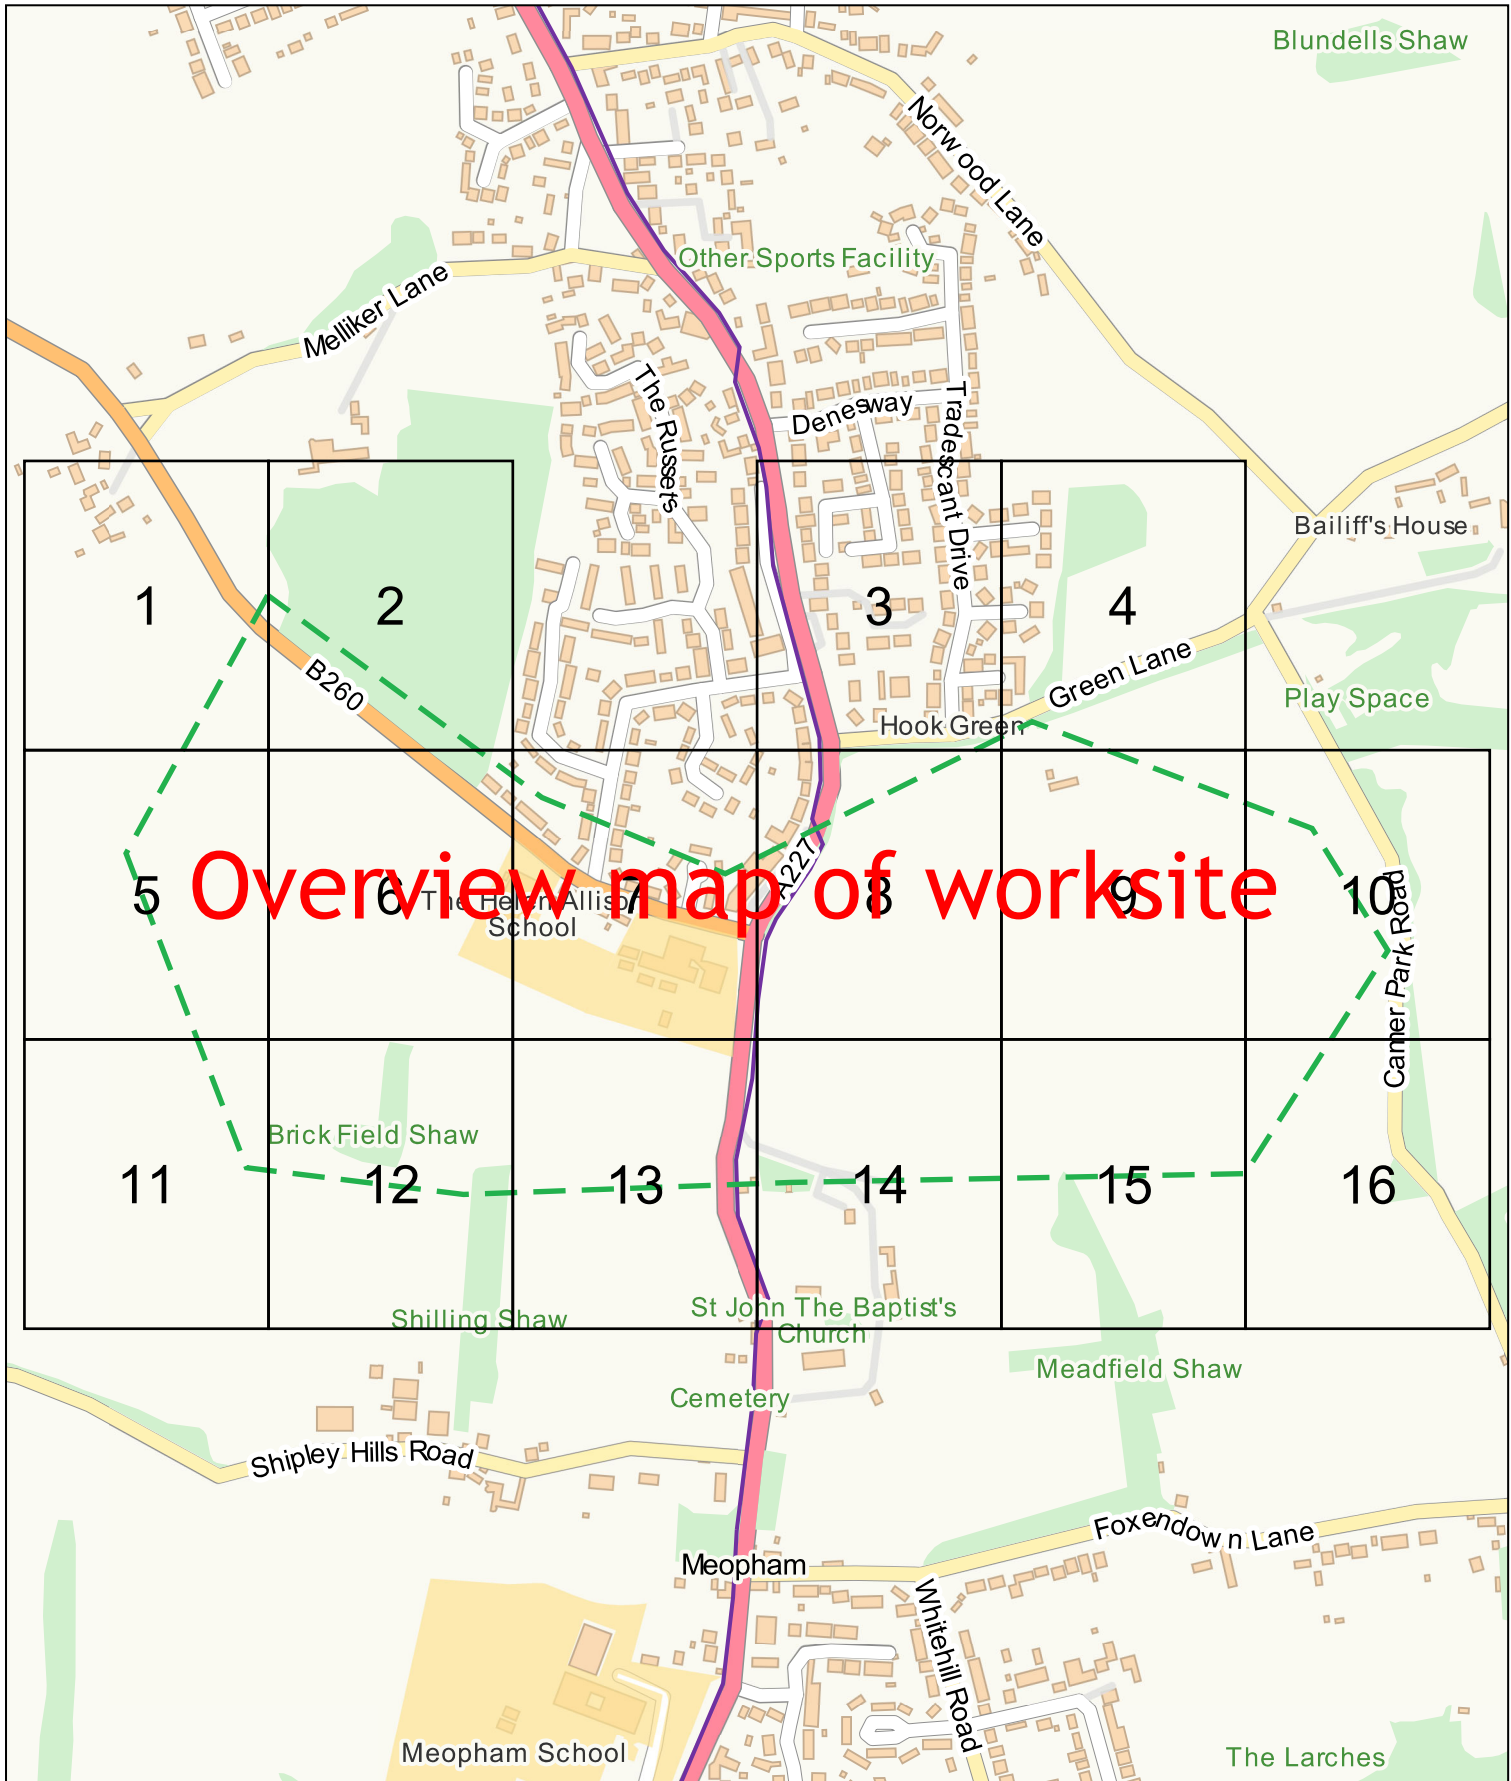 Blundells Shaw
Norwood Lane
Other Sports Facility
Melliker Lane
The Russets
Denesway
Tradescant Drive
Bailiff's House
1
2
3
4
B260
Green Lane
Play Space
Hook Green
A227
5
6
7
8
9
10
Overview map of worksite
The Helen Allison
School
Camer Park Road
Brick Field Shaw
11
12
13
14
15
16
Shilling Shaw
St John The Baptist's
Church
Meadfield Shaw
Cemetery
Shipley Hills Road
Foxendown Lane
Meopham
Whitehill Road
Meopham School
The Larches